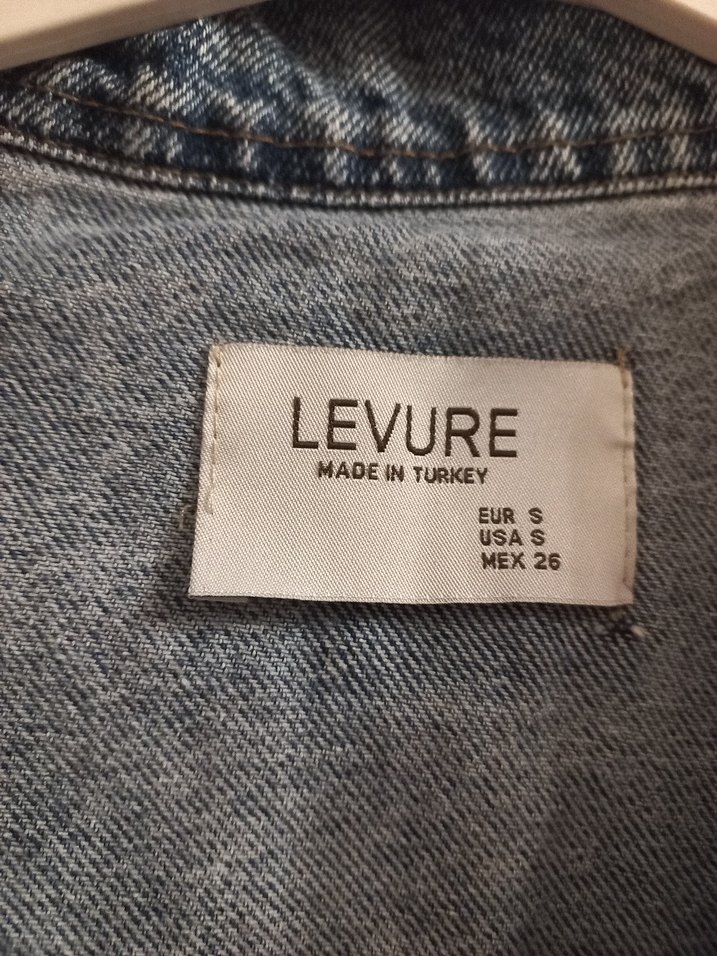 LEVURE
MADE IN TURKEY
EUR S
USA S
MEX 26